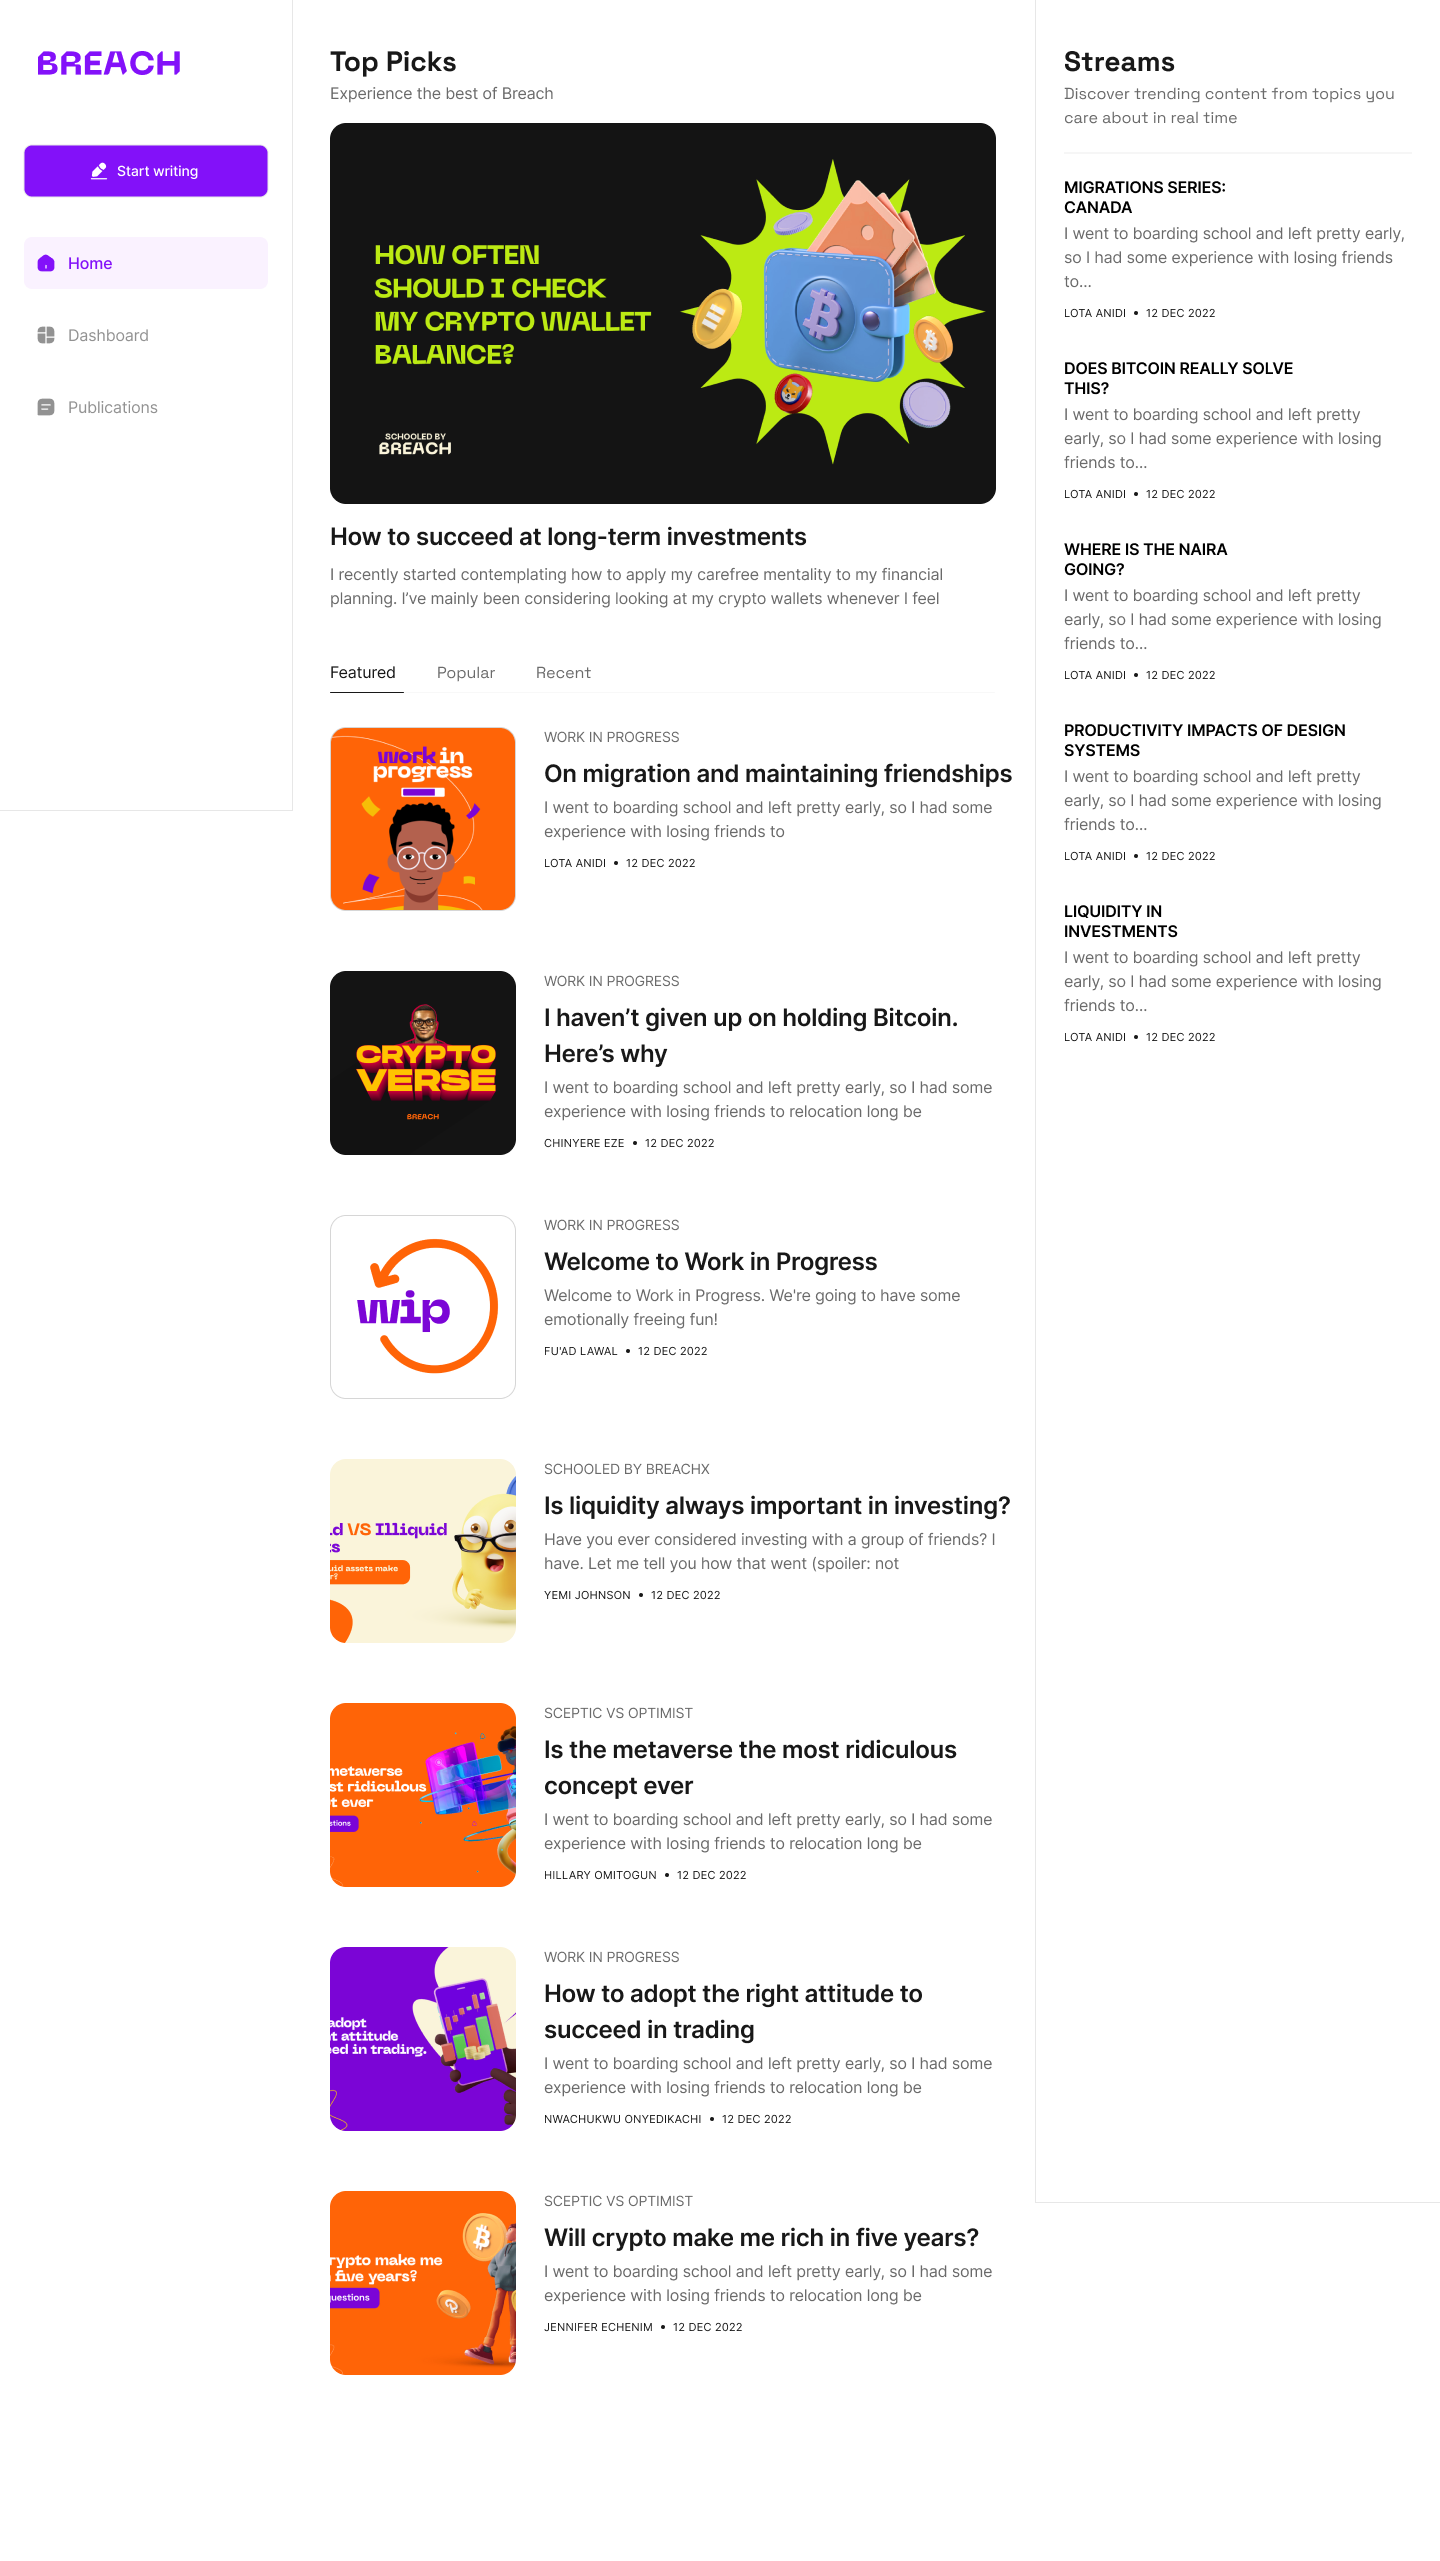 BREACH
Start writing
Home
Dashboard
Publications
Top Picks
Experience the best of Breach
HOW OFTEN
SHOULD I CHECK
MY CRYPTO WALLET
BALANCE?
SCHOOLED BY
BREACH
How to succeed at long-term investments
I recently started contemplating how to apply my carefree mentality to my financial
planning. I’ve mainly been considering looking at my crypto wallets whenever I feel
Featured
Popular
Recent
work in
progress
WORK IN PROGRESS
On migration and maintaining friendships
I went to boarding school and left pretty early, so I had some
experience with losing friends to
LOTA ANIDI • 12 DEC 2022
CRYPTO
VERSE
BREACH
WORK IN PROGRESS
I haven’t given up on holding Bitcoin.
Here’s why
I went to boarding school and left pretty early, so I had some
experience with losing friends to relocation long be
CHINYERE EZE • 12 DEC 2022
wip
WORK IN PROGRESS
Welcome to Work in Progress
Welcome to Work in Progress. We're going to have some
emotionally freeing fun!
FU'AD LAWAL • 12 DEC 2022
d VS Illiquid
s
uid assets make
r?
SCHOOLED BY BREACHX
Is liquidity always important in investing?
Have you ever considered investing with a group of friends? I
have. Let me tell you how that went (spoiler: not
YEMI JOHNSON • 12 DEC 2022
metaverse
st ridiculous
t ever
stions
SCEPTIC VS OPTIMIST
Is the metaverse the most ridiculous
concept ever
I went to boarding school and left pretty early, so I had some
experience with losing friends to relocation long be
HILLARY OMITOGUN • 12 DEC 2022
adopt
t attitude
eed in trading.
WORK IN PROGRESS
How to adopt the right attitude to
succeed in trading
I went to boarding school and left pretty early, so I had some
experience with losing friends to relocation long be
NWACHUKWU ONYEDIKACHI • 12 DEC 2022
rypto make me
five years?
uestions
SCEPTIC VS OPTIMIST
Will crypto make me rich in five years?
I went to boarding school and left pretty early, so I had some
experience with losing friends to relocation long be
JENNIFER ECHENIM • 12 DEC 2022
Streams
Discover trending content from topics you
care about in real time
MIGRATIONS SERIES:
CANADA
I went to boarding school and left pretty early,
so I had some experience with losing friends
to...
LOTA ANIDI • 12 DEC 2022
DOES BITCOIN REALLY SOLVE
THIS?
I went to boarding school and left pretty
early, so I had some experience with losing
friends to...
LOTA ANIDI • 12 DEC 2022
WHERE IS THE NAIRA
GOING?
I went to boarding school and left pretty
early, so I had some experience with losing
friends to...
LOTA ANIDI • 12 DEC 2022
PRODUCTIVITY IMPACTS OF DESIGN
SYSTEMS
I went to boarding school and left pretty
early, so I had some experience with losing
friends to...
LOTA ANIDI • 12 DEC 2022
LIQUIDITY IN
INVESTMENTS
I went to boarding school and left pretty
early, so I had some experience with losing
friends to...
LOTA ANIDI • 12 DEC 2022